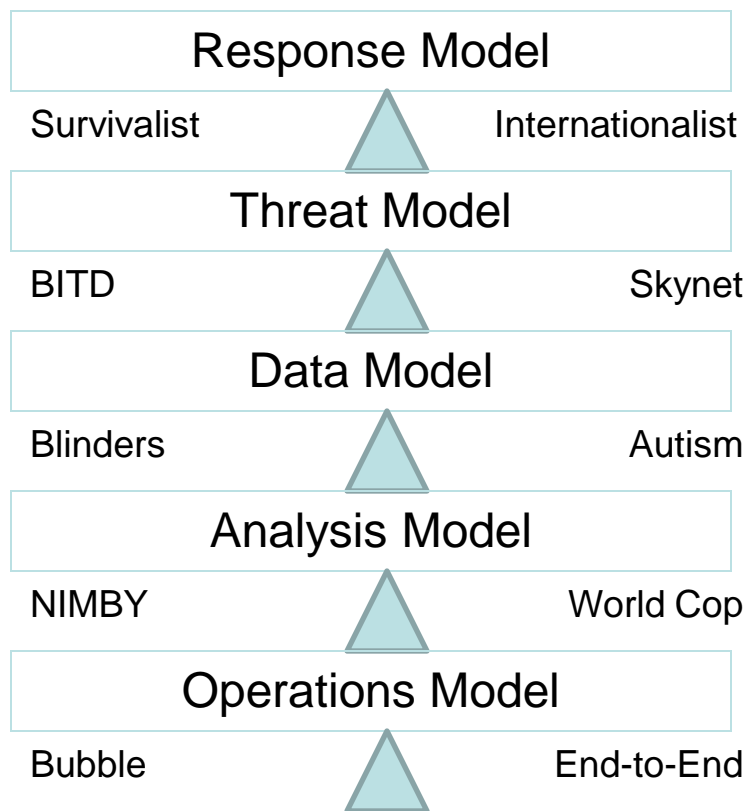 Response Model
Survivalist Internationalist
Threat Model
BITD Skynet
Data Model
Blinders Autism
Analysis Model
NIMBY World Cop
Operations Model
Bubble End-to-End